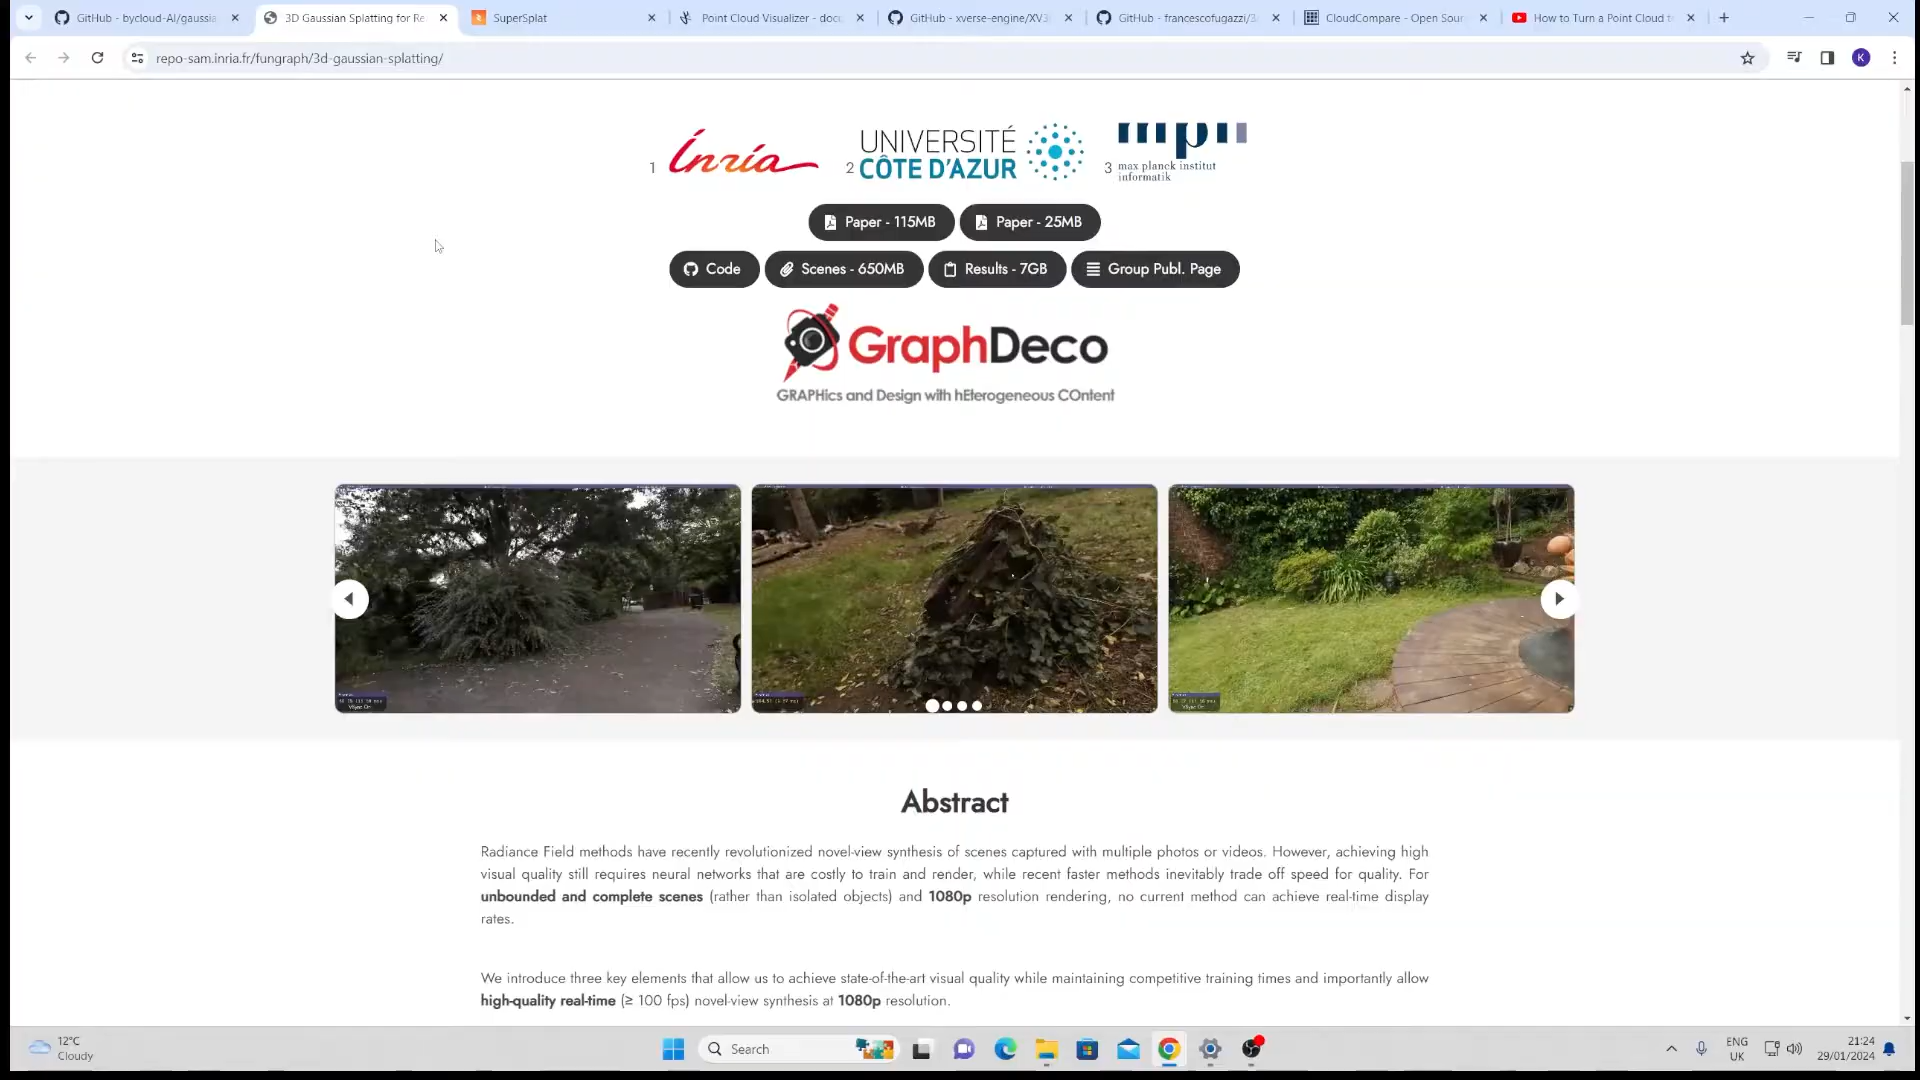 GitHub - bycloud-AI/gaussia
3D Gaussian Splatting for Re
SuperSplat
Point Cloud Visualizer - docu
GitHub - xverse-engine/XV3
GitHub - francescofugazzi/3
CloudCompare - Open Sour
How to Turn a Point Cloud t
repo-sam.inria.fr/fungraph/3d-gaussian-splatting/
K
1 Inria
2 UNIVERSITÉ CÔTE D'AZUR
3 max planck institut
informatik
Paper - 115MB Paper - 25MB
Code Scenes - 650MB Results - 7GB Group Publ. Page
GraphDeco
GRAPHics and Design with hEterogeneous COntent
Abstract
Radiance Field methods have recently revolutionized novel-view synthesis of scenes captured with multiple photos or videos. However, achieving high
visual quality still requires neural networks that are costly to train and render, while recent faster methods inevitably trade off speed for quality. For
unbounded and complete scenes (rather than isolated objects) and 1080p resolution rendering, no current method can achieve real-time display
rates.
We introduce three key elements that allow us to achieve state-of-the-art visual quality while maintaining competitive training times and importantly allow
high-quality real-time (≥ 100 fps) novel-view synthesis at 1080p resolution.
12°C
Cloudy
Search
ENG
UK
21:24
29/01/2024